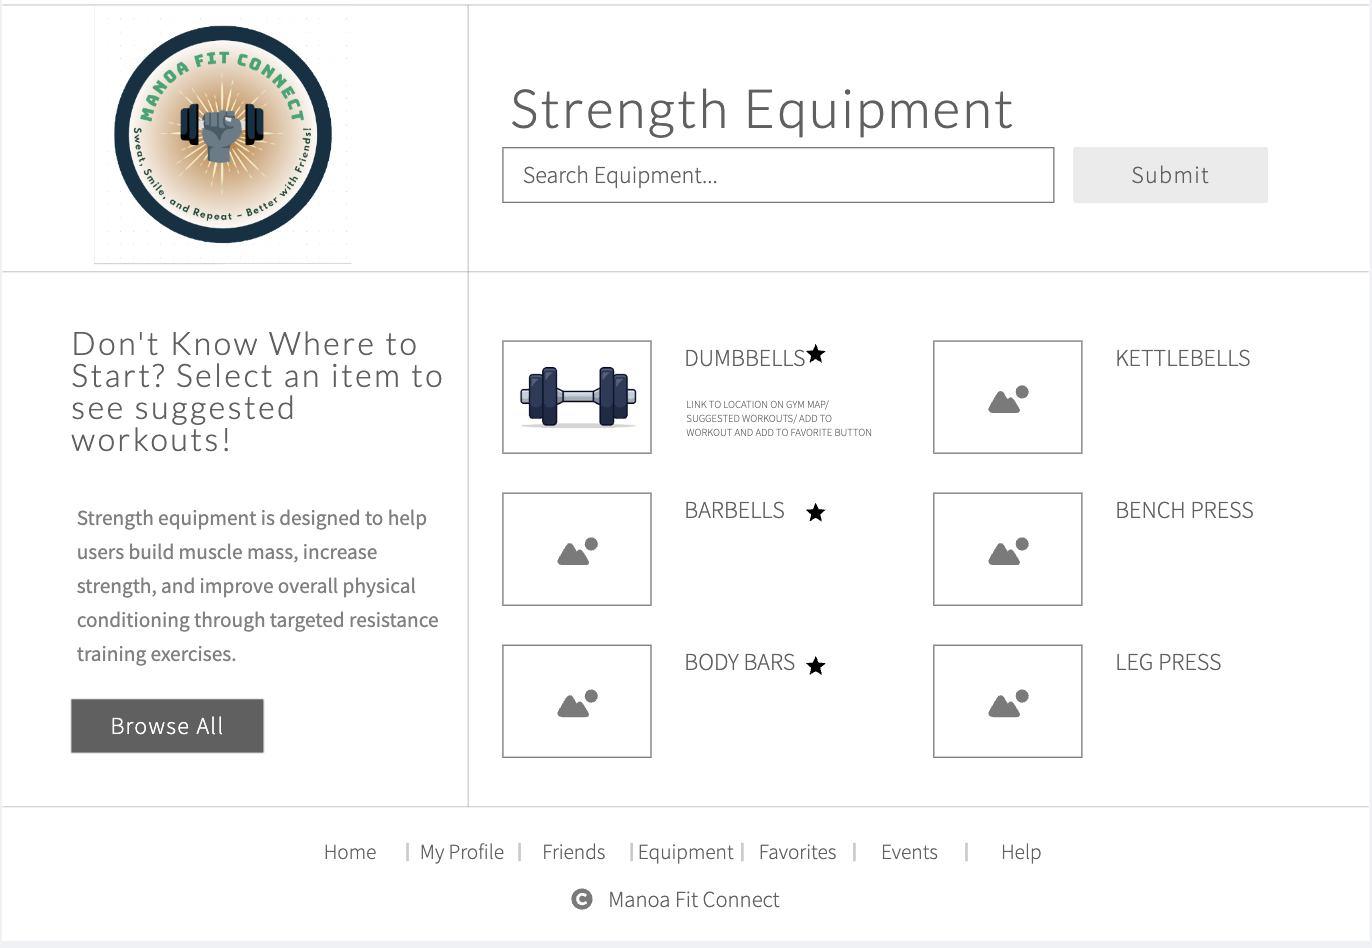 MANOA FIT CONNECT
Sweat, Smile, and Repeat – Better with Friends!
Strength Equipment
Search Equipment...
Submit
Don't Know Where to
Start? Select an item to
see suggested
workouts!
Strength equipment is designed to help
users build muscle mass, increase
strength, and improve overall physical
conditioning through targeted resistance
training exercises.
Browse All
DUMBBELLS
LINK TO LOCATION ON GYM MAP/
SUGGESTED WORKOUTS/ ADD TO
WORKOUT AND ADD TO FAVORITE BUTTON
KETTLEBELLS
BARBELLS
BENCH PRESS
BODY BARS
LEG PRESS
Home | My Profile | Friends | Equipment | Favorites | Events | Help
© Manoa Fit Connect